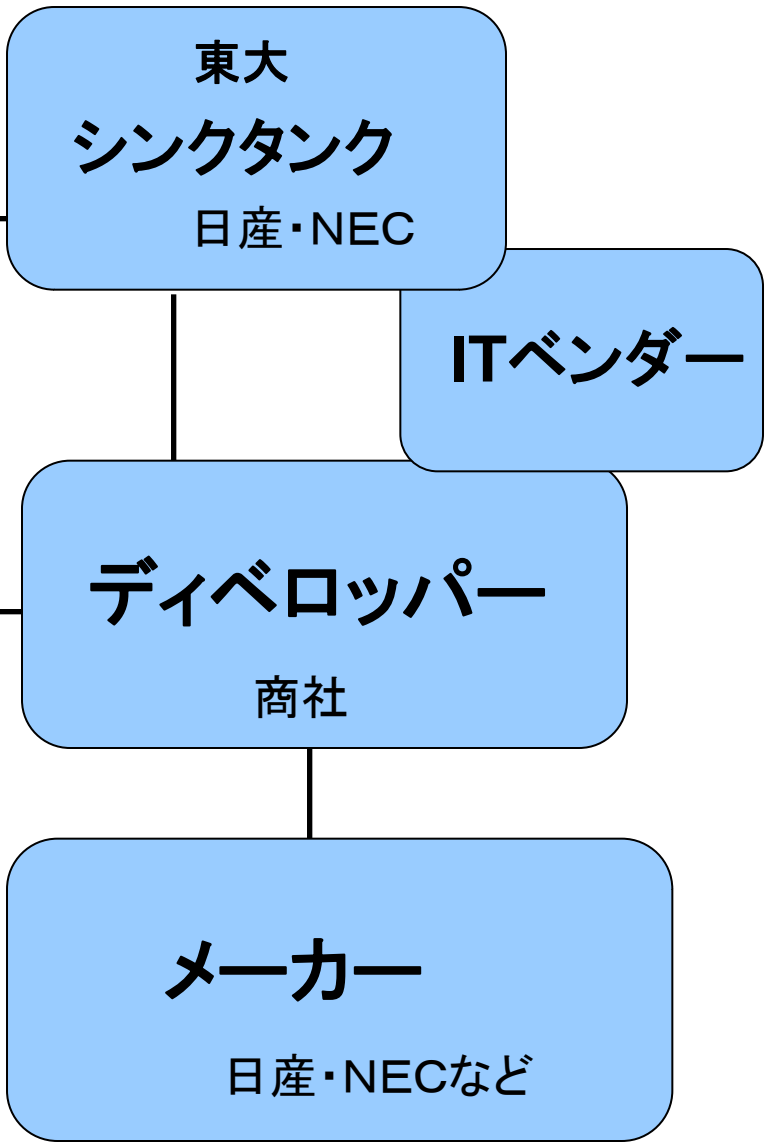 東大
シンクタンク
日産・NEC
ITベンダー
ディベロッパー
商社
メーカー
日産・NECなど